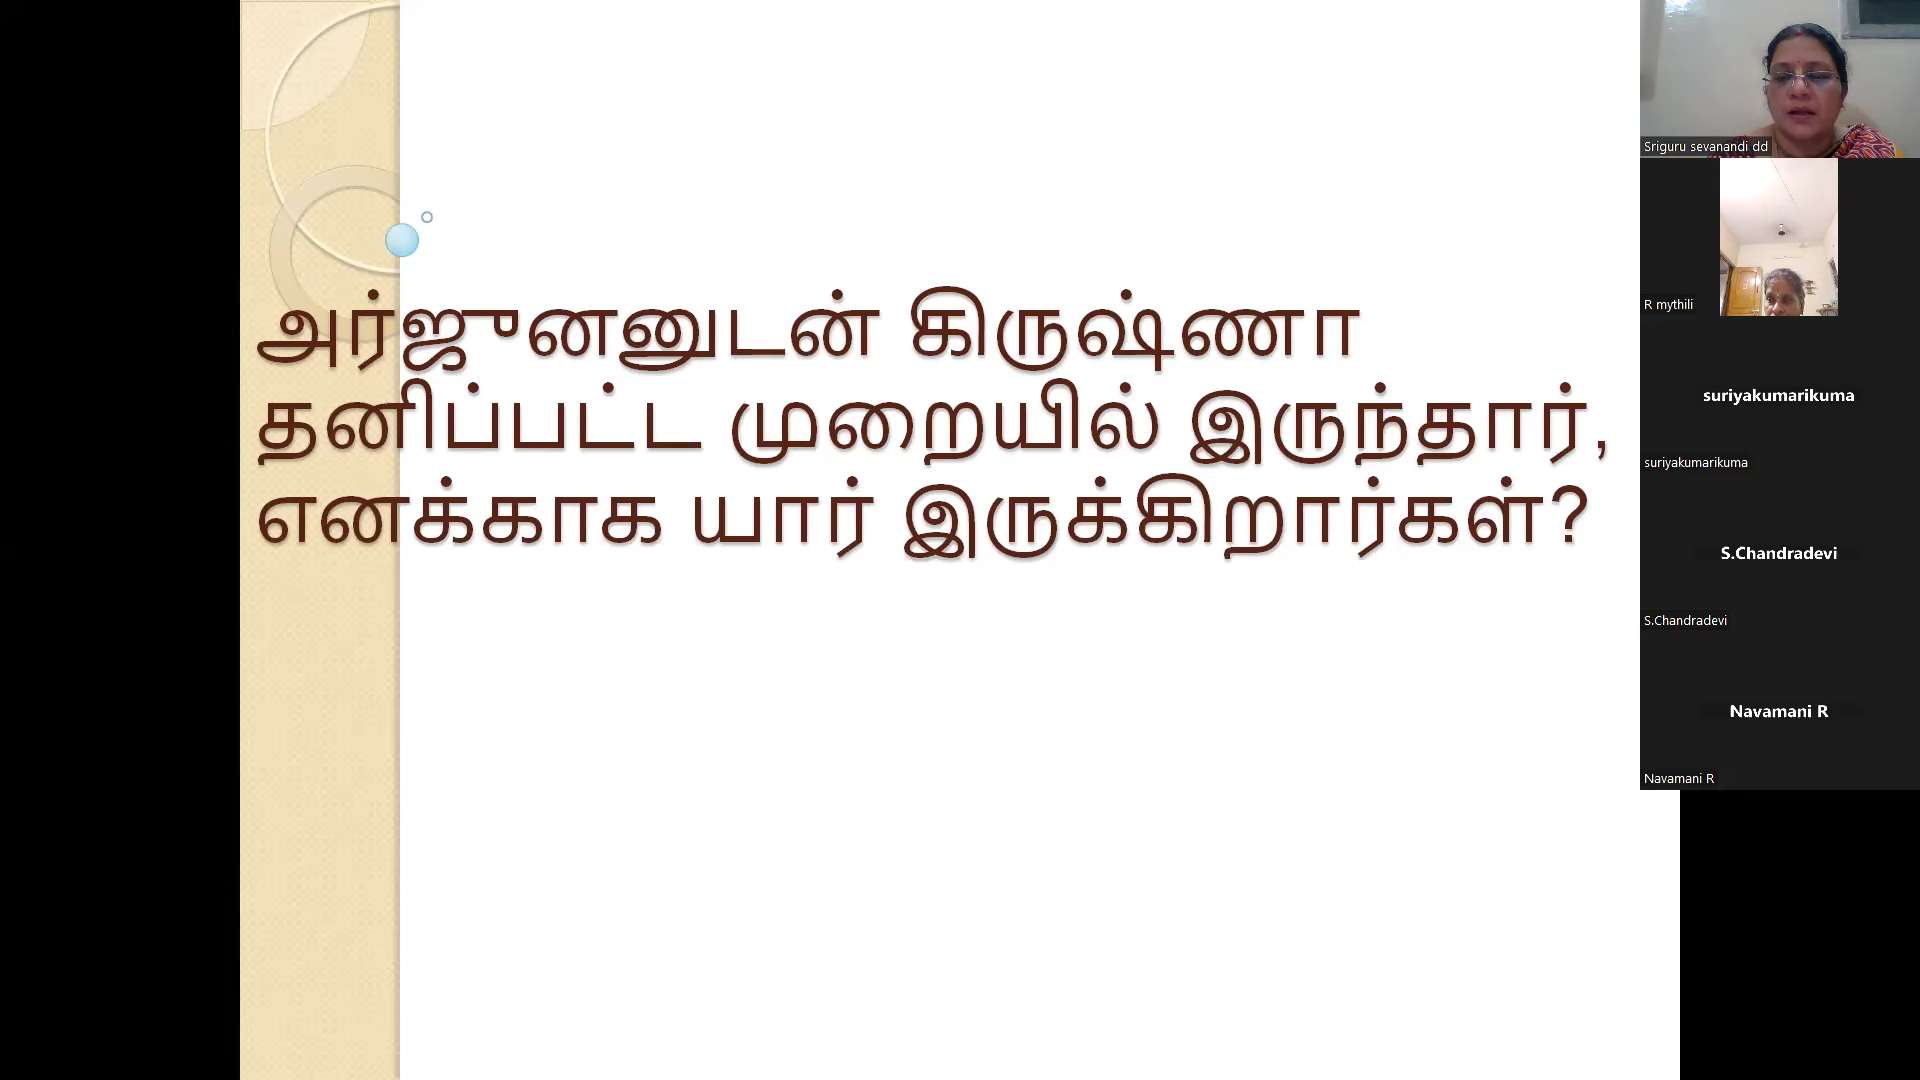 அர்ஜுனனுடன் கிருஷ்ணா
தனிப்பட்ட முறையில் இருந்தார்,
எனக்காக யார் இருக்கிறார்கள்?
Sriguru sevanandi dd
R mythili
suriyakumarikuma
suriyakumarikuma
S.Chandradevi
S.Chandradevi
Navamani R
Navamani R